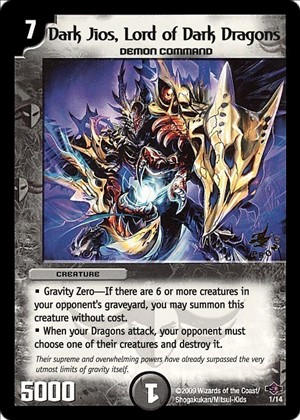 7
Dark Jios, Lord of Dark Dragons
DEMON COMMAND
CREATURE
▪ Gravity Zero—If there are 6 or more creatures in
your opponent's graveyard, you may summon this
creature without cost.
▪ When your Dragons attack, your opponent must
choose one of their creatures and destroy it.
Their supreme and overwhelming powers have already surpassed the very
utmost limits of gravity itself.
5000
1
©2009 Wizards of the Coast/
Shogakukan/Mitsui-Kids
1/14